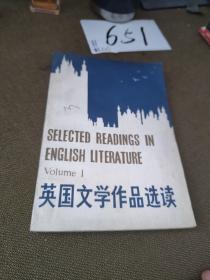 651
SELECTED READINGS IN
ENGLISH LITERATURE
Volume 1
英国文学作品选读